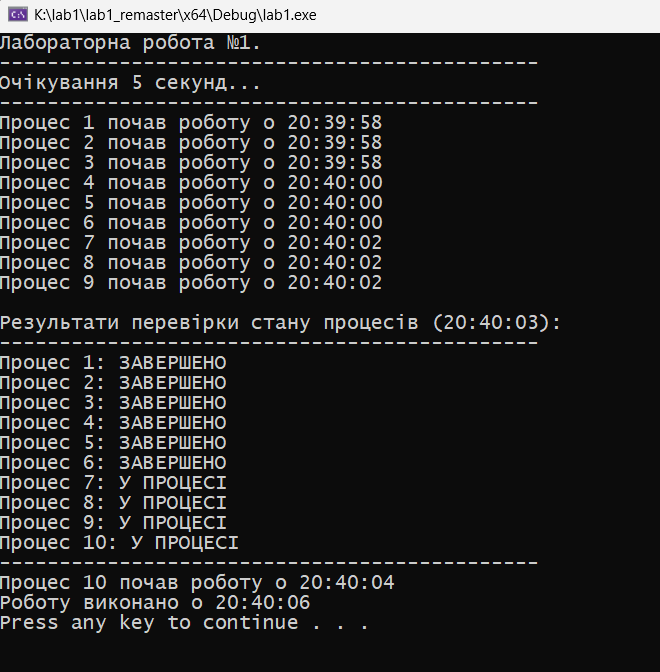 K:\lab1\lab1_remaster\x64\Debug\lab1.exe
Лабораторна робота №1.
---------------------------------------------
Очікування 5 секунд...
---------------------------------------------
Процес 1 почав роботу о 20:39:58
Процес 2 почав роботу о 20:39:58
Процес 3 почав роботу о 20:39:58
Процес 4 почав роботу о 20:40:00
Процес 5 почав роботу о 20:40:00
Процес 6 почав роботу о 20:40:00
Процес 7 почав роботу о 20:40:02
Процес 8 почав роботу о 20:40:02
Процес 9 почав роботу о 20:40:02
Результати перевірки стану процесів (20:40:03):
---------------------------------------------
Процес 1: ЗАВЕРШЕНО
Процес 2: ЗАВЕРШЕНО
Процес 3: ЗАВЕРШЕНО
Процес 4: ЗАВЕРШЕНО
Процес 5: ЗАВЕРШЕНО
Процес 6: ЗАВЕРШЕНО
Процес 7: У ПРОЦЕСІ
Процес 8: У ПРОЦЕСІ
Процес 9: У ПРОЦЕСІ
Процес 10: У ПРОЦЕСІ
---------------------------------------------
Процес 10 почав роботу о 20:40:04
Роботу виконано о 20:40:06
Press any key to continue . . .